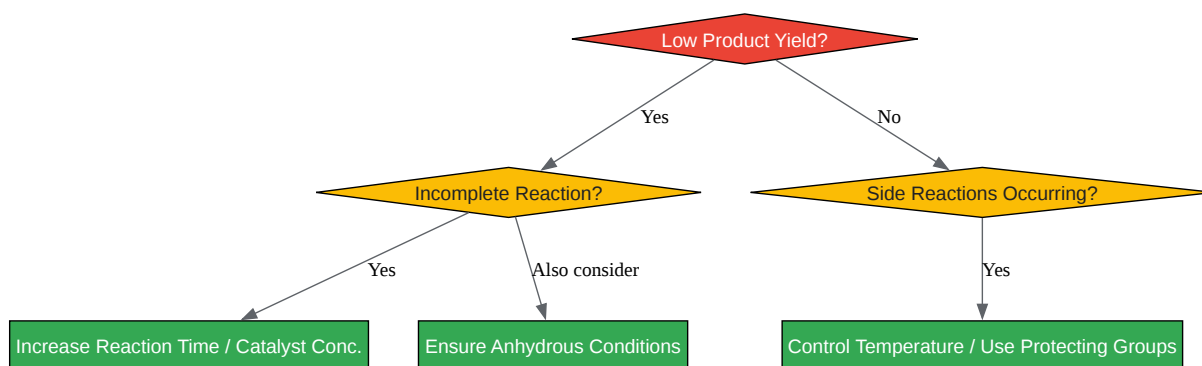 Low Product Yield?
Yes
No
Incomplete Reaction?
Side Reactions Occurring?
Yes
Also consider
Yes
Increase Reaction Time / Catalyst Conc.
Ensure Anhydrous Conditions
Control Temperature / Use Protecting Groups